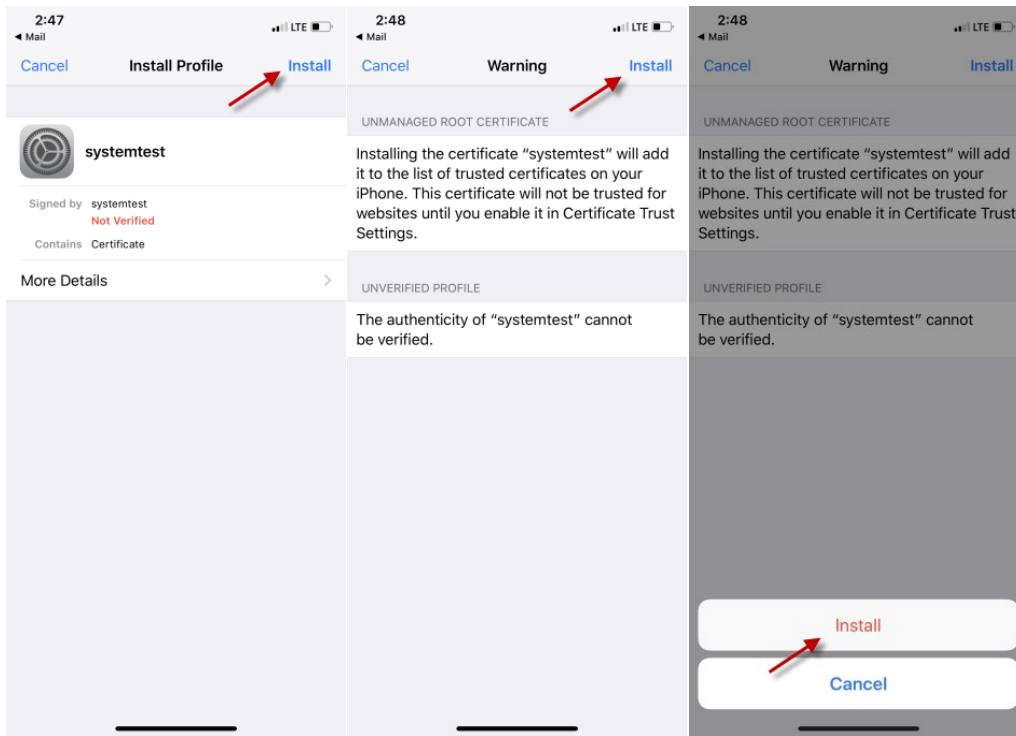 2:47
LTE
◀ Mail
Cancel
Install Profile
Install
systemtest
Signed by systemtest
Not Verified
Contains Certificate
More Details
2:48
LTE
◀ Mail
Cancel
Warning
Install
UNMANAGED ROOT CERTIFICATE
Installing the certificate “systemtest” will add
it to the list of trusted certificates on your
iPhone. This certificate will not be trusted for
websites until you enable it in Certificate Trust
Settings.
UNVERIFIED PROFILE
The authenticity of “systemtest” cannot
be verified.
2:48
LTE
◀ Mail
Cancel
Warning
Install
UNMANAGED ROOT CERTIFICATE
Installing the certificate “systemtest” will add
it to the list of trusted certificates on your
iPhone. This certificate will not be trusted for
websites until you enable it in Certificate Trust
Settings.
UNVERIFIED PROFILE
The authenticity of “systemtest” cannot
be verified.
Install
Cancel